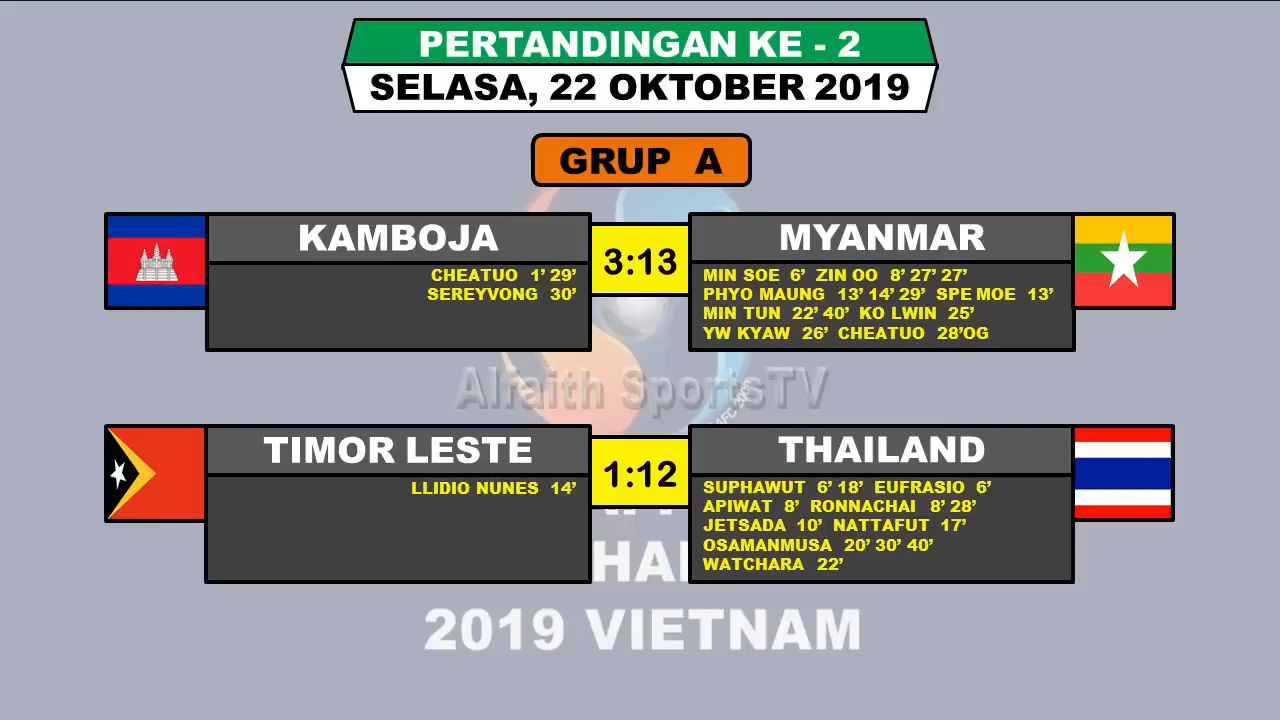 PERTANDINGAN KE - 2
SELASA, 22 OKTOBER 2019
GRUP A
KAMBOJA
3:13
MYANMAR
CHEATUO 1’ 29’
SEREYVONG 30’
MIN SOE 6’ ZIN OO 8’ 27’ 27’
PHYO MAUNG 13’ 14’ 29’ SPE MOE 13’
MIN TUN 22’ 40’ KO LWIN 25’
YW KYAW 26’ CHEATUO 28’OG
Alfaith SportsTV
TIMOR LESTE
1:12
THAILAND
LLIDIO NUNES 14’
SUPHAWUT 6’ 18’ EUFRASIO 6’
APIWAT 8’ RONNACHAI 8’ 28’
JETSADA 10’ NATTAFUT 17’
OSAMANMUSA 20’ 30’ 40’
WATCHARA 22’
2019 VIETNAM